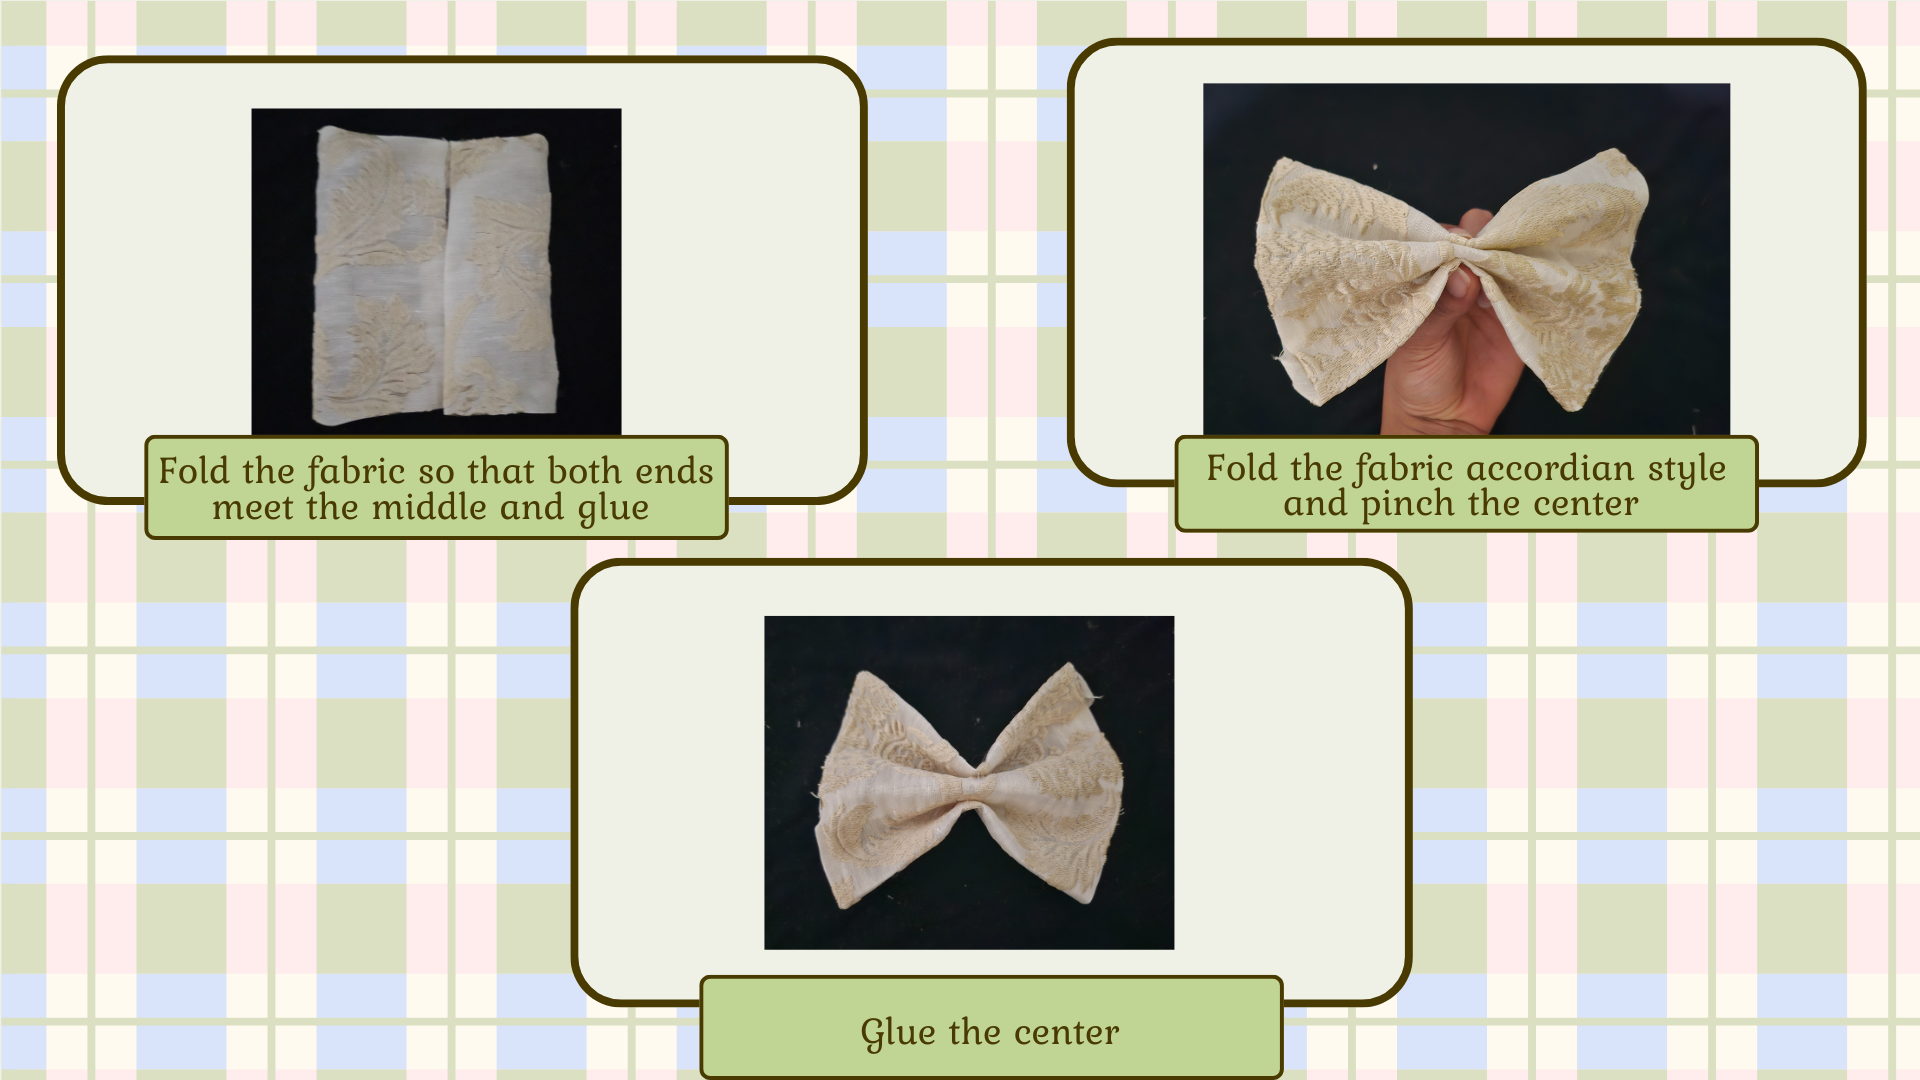 Fold the fabric so that both ends
meet the middle and glue
Fold the fabric accordian style
and pinch the center
Glue the center